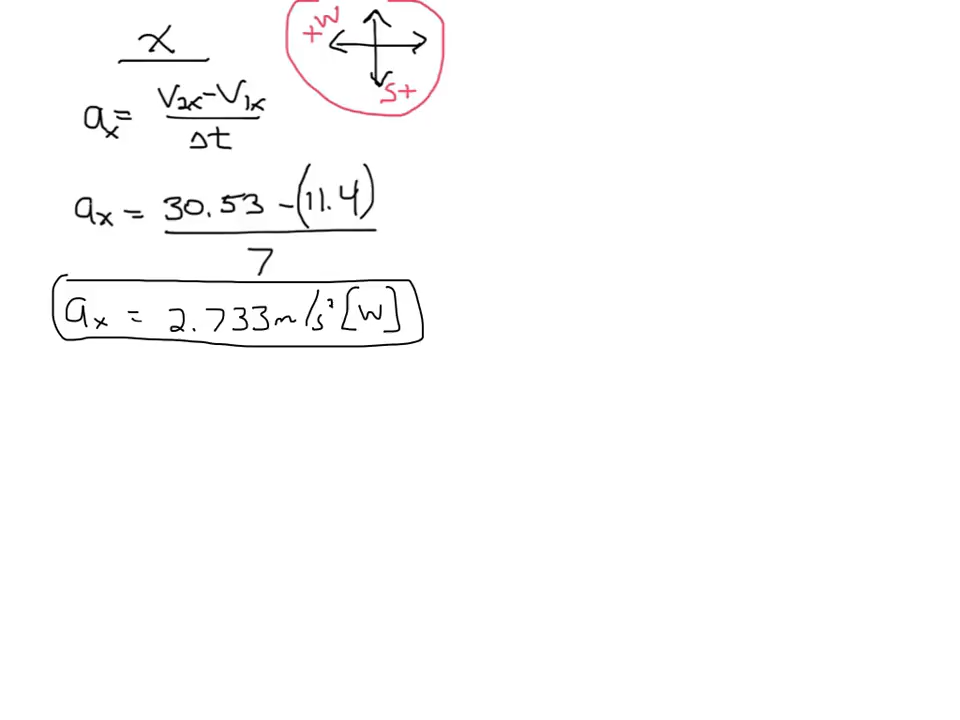 x
+W
S+
aₓ = (V₂ₓ - V₁ₓ) / Δt
aₓ = (30.53 - (11.4)) / 7
aₓ = 2.733 m/s² [W]